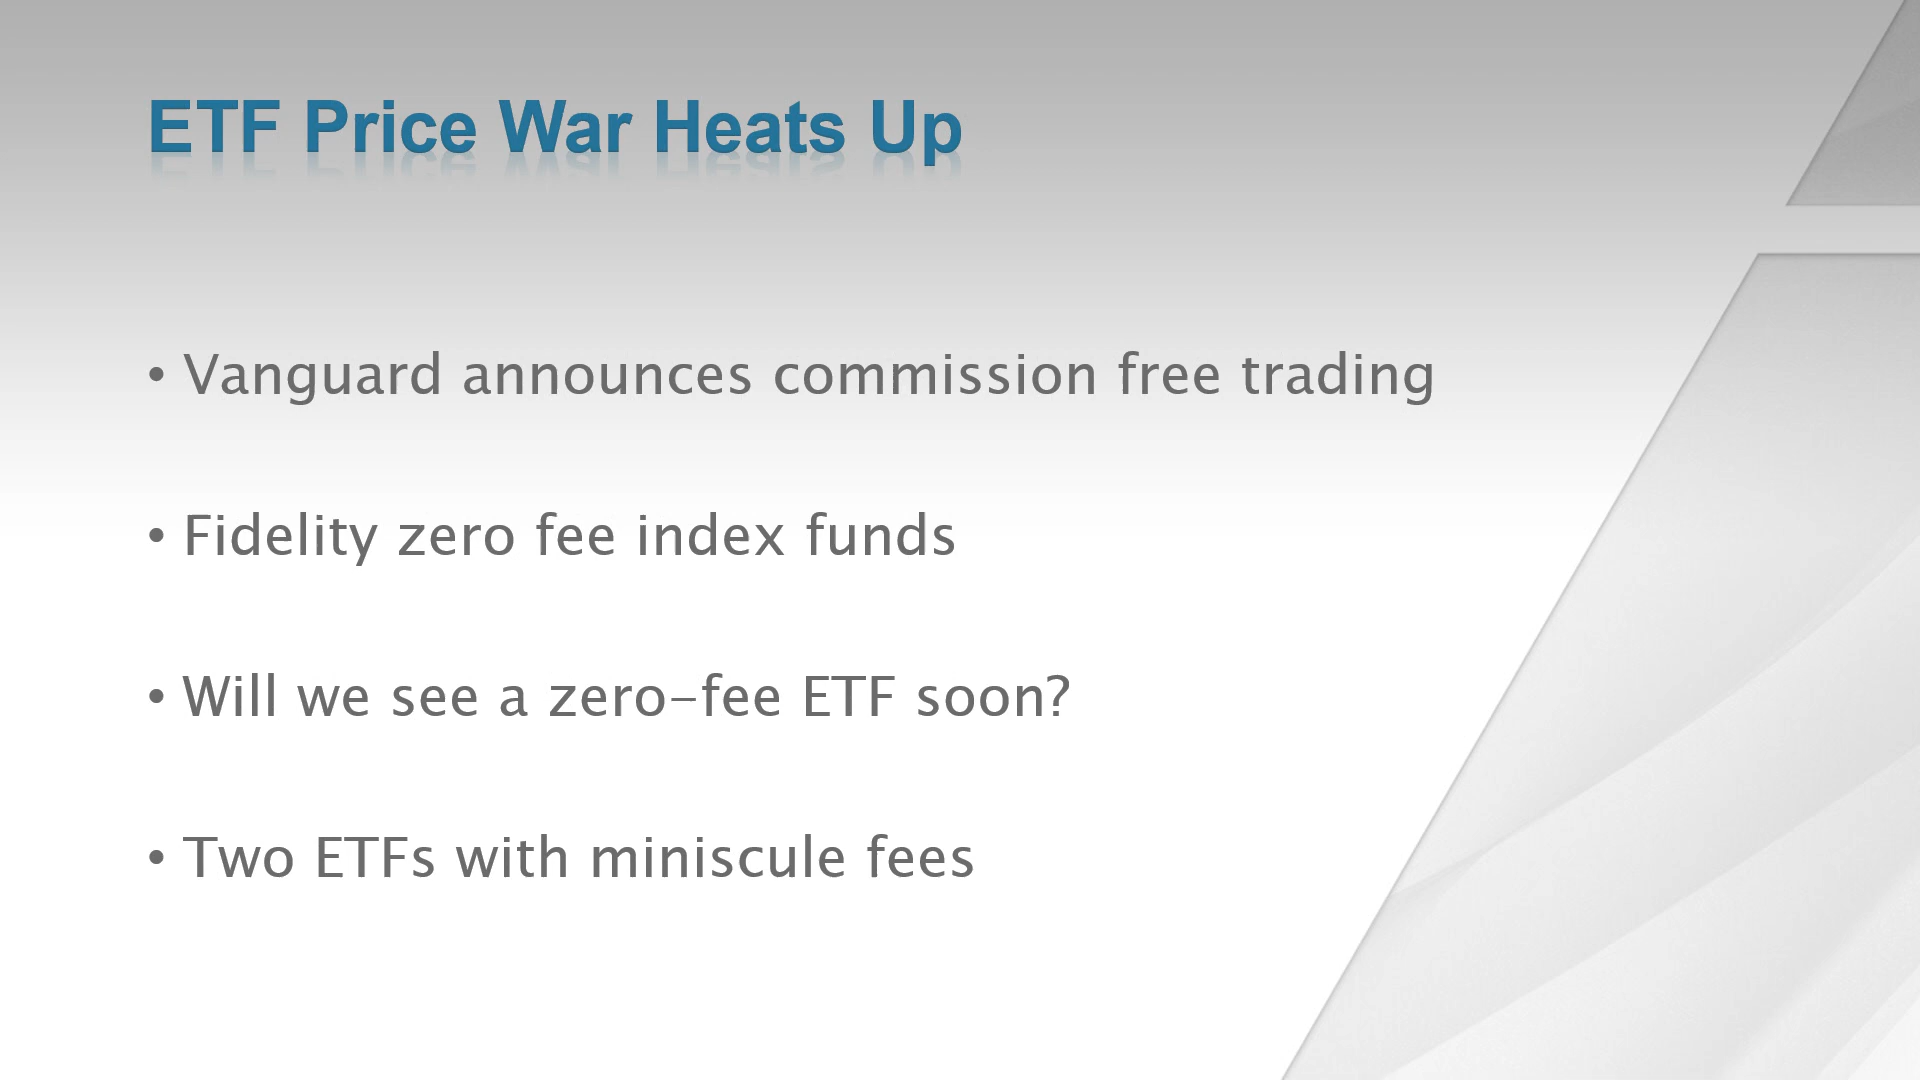 ETF Price War Heats Up
• Vanguard announces commission free trading
• Fidelity zero fee index funds
• Will we see a zero-fee ETF soon?
• Two ETFs with miniscule fees